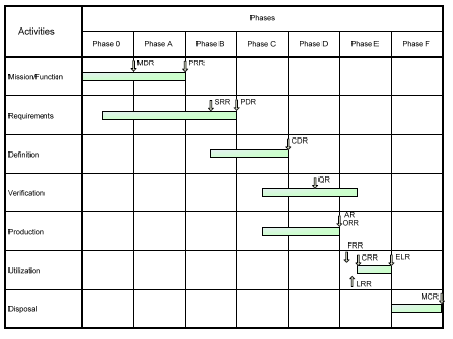 Activities
Phases
Phase 0 Phase A Phase B Phase C Phase D Phase E Phase F
Mission/Function
MDR PRR
Requirements
SRR PDR
Definition
CDR
Verification
QR
Production
AR
ORR
FRR
Utilization
CRR ELR
LRR
Disposal
MCR